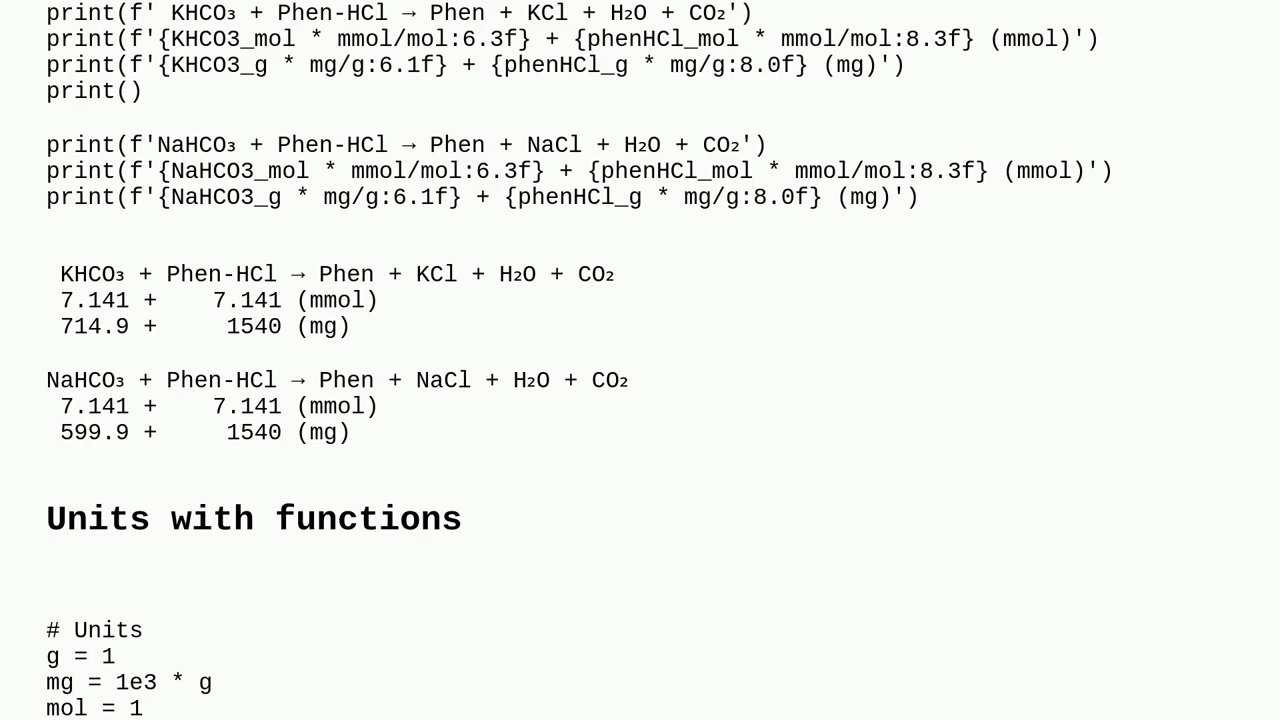 print(f' KHCO₃ + Phen-HCl → Phen + KCl + H₂O + CO₂')
print(f'{KHCO3_mol * mmol/mol:6.3f} + {phenHCl_mol * mmol/mol:8.3f} (mmol)')
print(f'{KHCO3_g * mg/g:6.1f} + {phenHCl_g * mg/g:8.0f} (mg)')
print()
print(f'NaHCO₃ + Phen-HCl → Phen + NaCl + H₂O + CO₂')
print(f'{NaHCO3_mol * mmol/mol:6.3f} + {phenHCl_mol * mmol/mol:8.3f} (mmol)')
print(f'{NaHCO3_g * mg/g:6.1f} + {phenHCl_g * mg/g:8.0f} (mg)')
 KHCO₃ + Phen-HCl → Phen + KCl + H₂O + CO₂
 7.141 +    7.141 (mmol)
 714.9 +     1540 (mg)
NaHCO₃ + Phen-HCl → Phen + NaCl + H₂O + CO₂
 7.141 +    7.141 (mmol)
 599.9 +     1540 (mg)
Units with functions
# Units
g = 1
mg = 1e3 * g
mol = 1